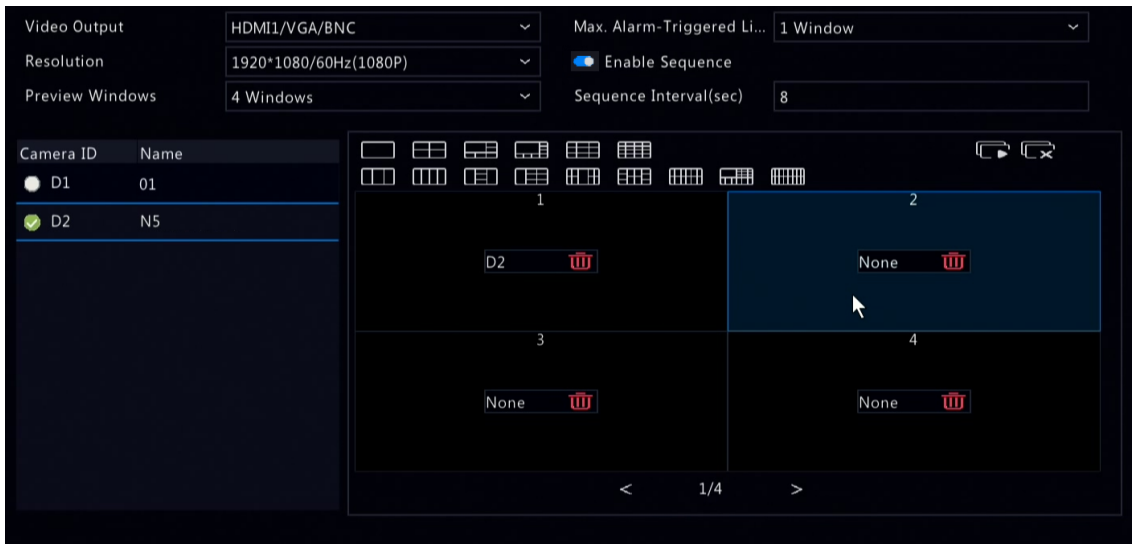 Video Output HDMI1/VGA/BNC Max. Alarm-Triggered Li... 1 Window
Resolution 1920*1080/60Hz(1080P) Enable Sequence
Preview Windows 4 Windows Sequence Interval(sec) 8
Camera ID Name
D1 01
D2 N5
1 2
D2 None
3 4
None None
< 1/4 >